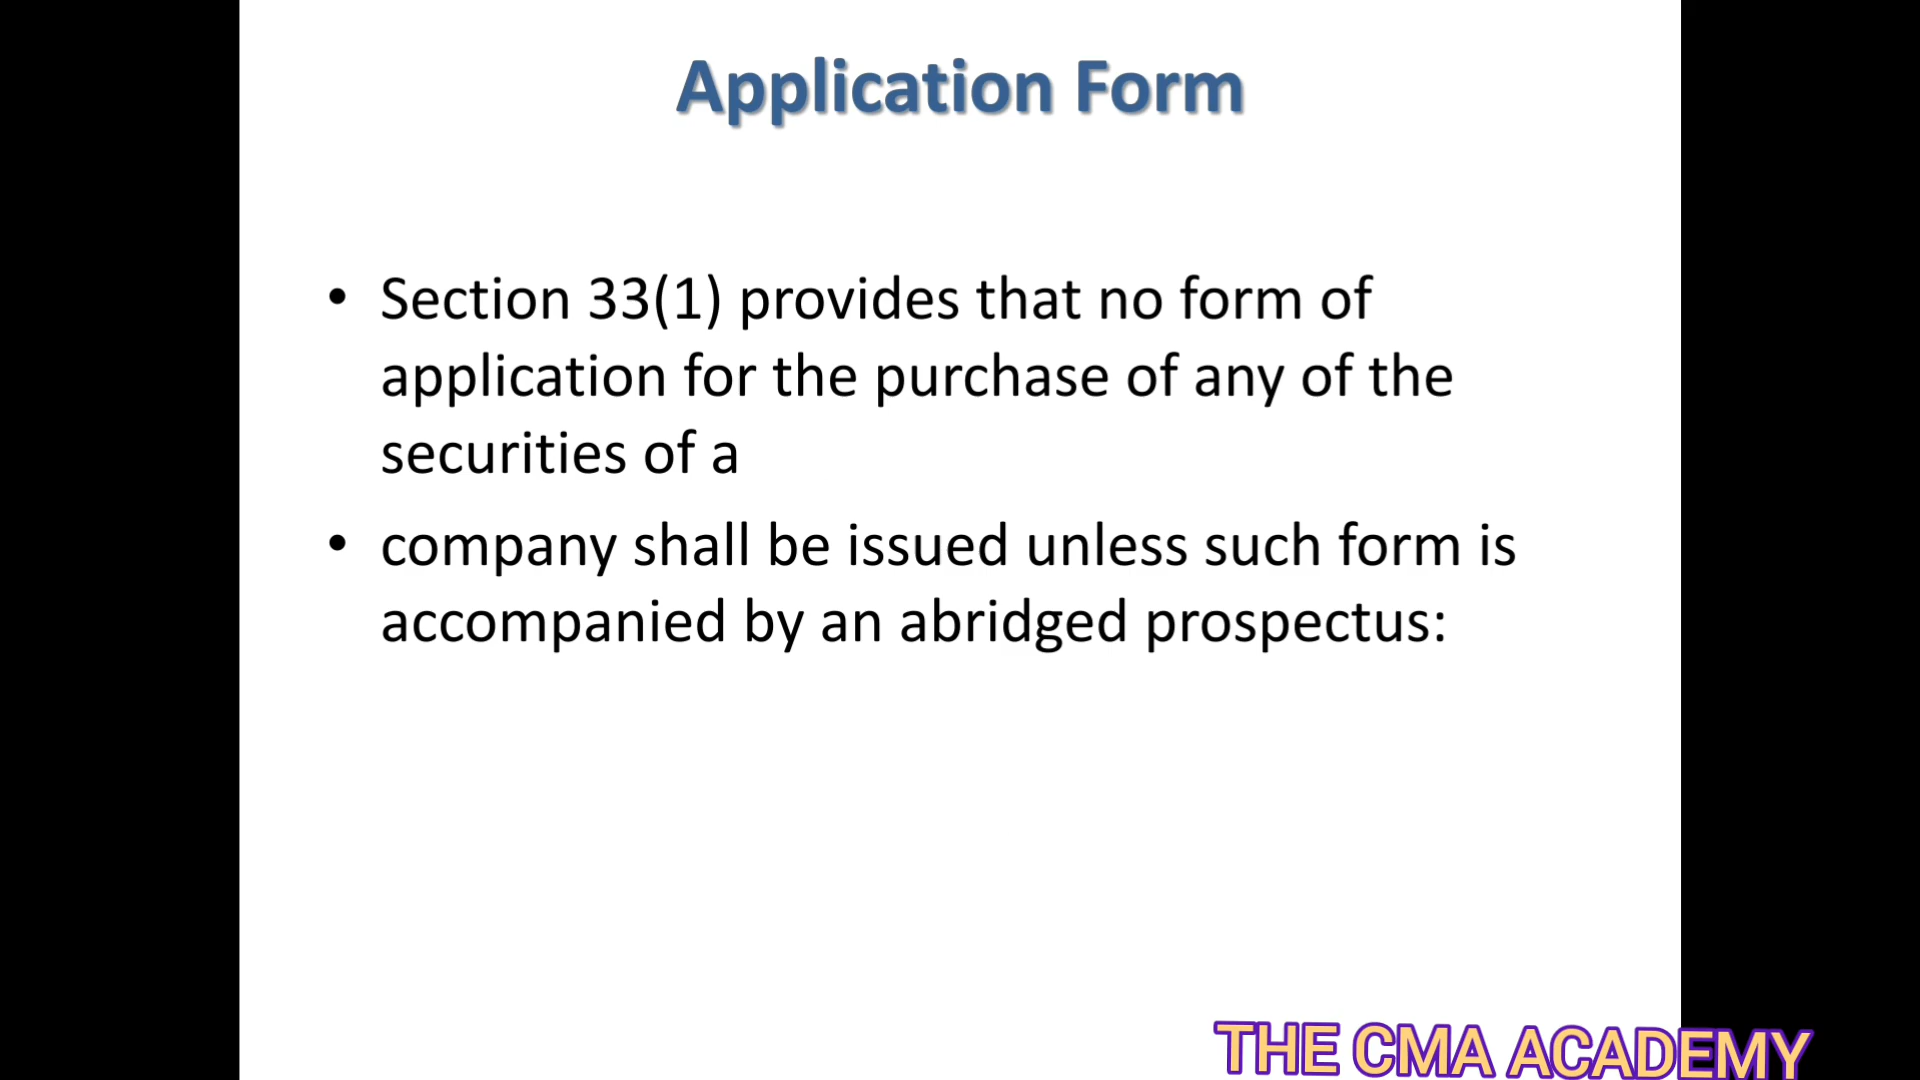 Application Form
• Section 33(1) provides that no form of
application for the purchase of any of the
securities of a
• company shall be issued unless such form is
accompanied by an abridged prospectus:
THE CMA ACADEMY